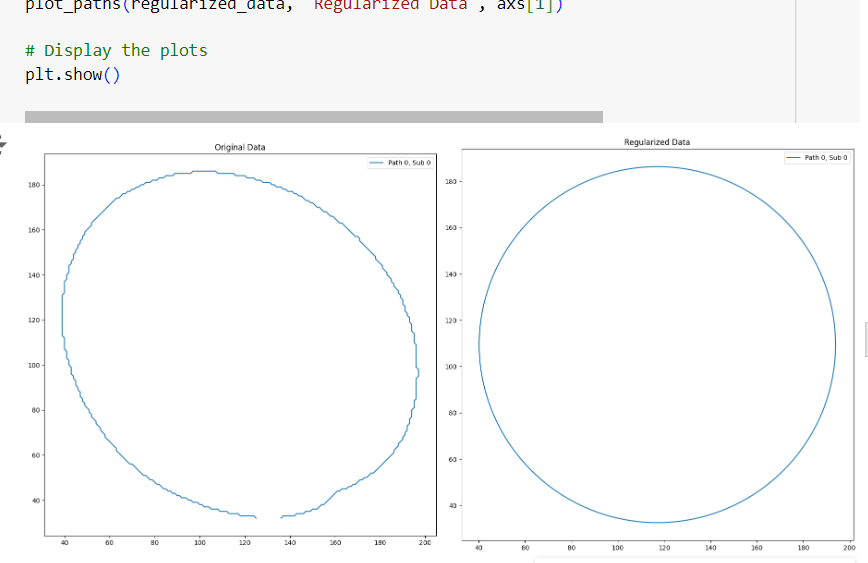 plot_paths(regularized_data, "Regularized Data", axs[1])
# Display the plots
plt.show()
Original Data
Path 0, Sub 0
180
160
140
120
100
80
60
40
40 60 80 100 120 140 160 180 200
Regularized Data
Path 0, Sub 0
180
160
140
120
100
80
60
40
40 60 80 100 120 140 160 180 200